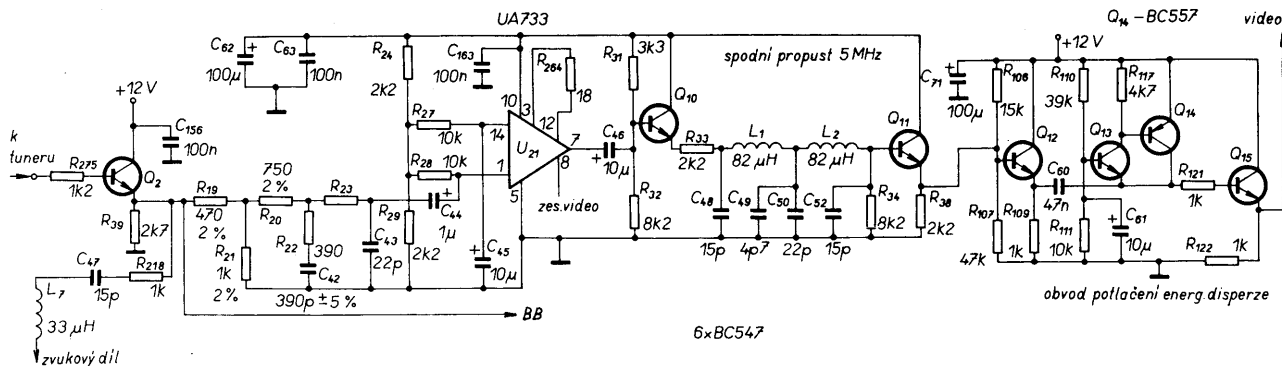 UA733
Q14-BC557
video
+12 V
C62
+
100µ
C63
100n
R24
2k2
C163
100n
R264
18
R31
3k3
Q10
spodní propust 5 MHz
C71
+
100µ
R106
15k
R110
39k
R117
4k7
Q14
+12 V
C156
100n
k tuneru
R275
1k2
Q2
R27
10k
R28
10k
10
3
14
1
5
12
7
8
U21
zes.video
C46
+
10µ
R33
2k2
L1
82 µH
L2
82 µH
Q11
Q12
Q13
C60
47n
R121
1k
Q15
R39
2k7
R19
470
2 %
750
2 %
R20
R23
R21
1k
2 %
R22
390
C42
390p ± 5 %
C43
22p
R29
2k2
C44
+
1µ
C45
+
10µ
R32
8k2
C48
15p
C49
4p7
C50
22p
C52
15p
R34
8k2
R38
2k2
R107
47k
R109
1k
R111
10k
C61
+
10µ
R122
1k
C47
15p
R218
1k
L7
33 µH
zvukový díl
BB
6xBC547
obvod potlačení energ. disperze